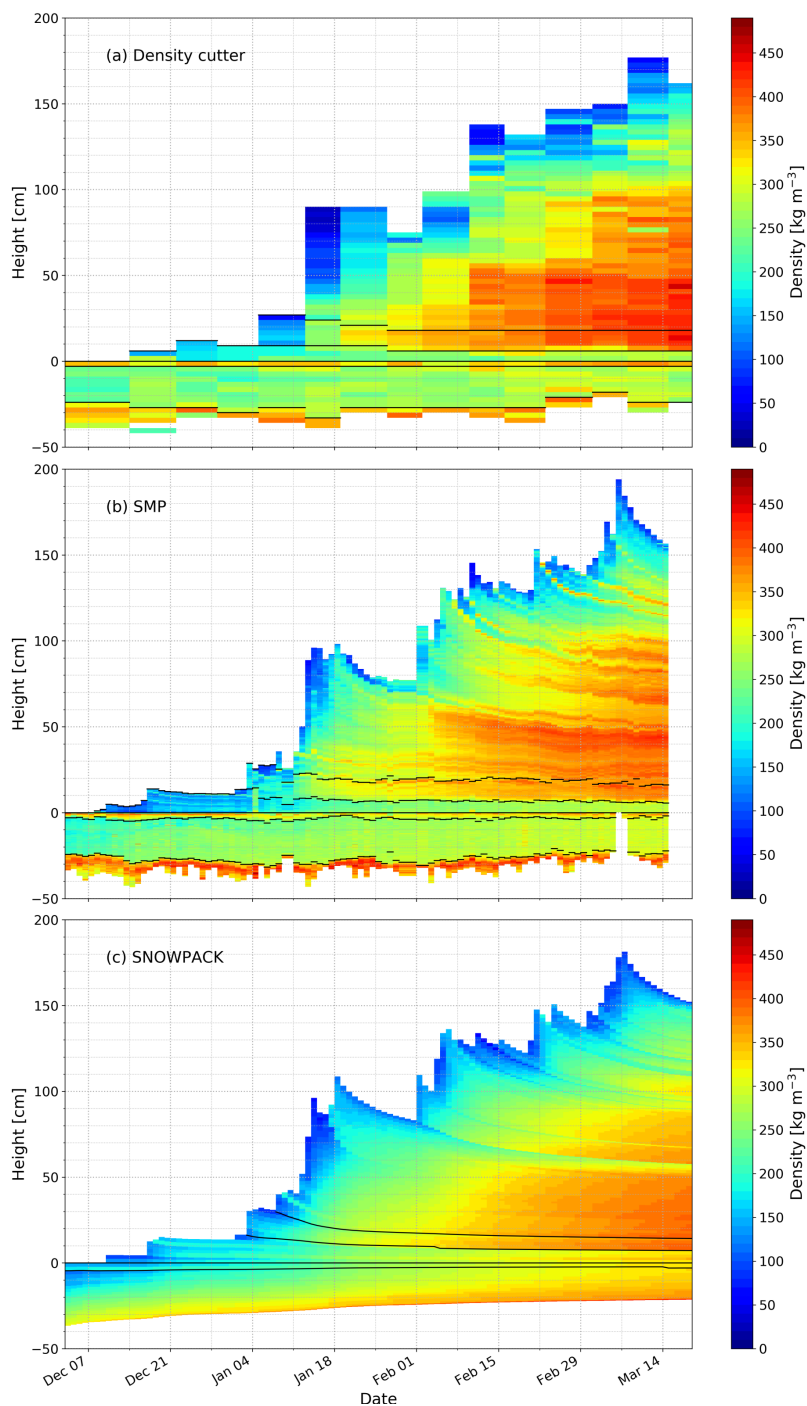 200
150
100
50
0
−50
Height [cm]
(a) Density cutter
450
400
350
300
250
200
150
100
50
0
Density [kg m⁻³]
200
150
100
50
0
−50
Height [cm]
(b) SMP
450
400
350
300
250
200
150
100
50
0
Density [kg m⁻³]
200
150
100
50
0
−50
Height [cm]
(c) SNOWPACK
450
400
350
300
250
200
150
100
50
0
Density [kg m⁻³]
Dec 07
Dec 21
Jan 04
Jan 18
Feb 01
Feb 15
Feb 29
Mar 14
Date